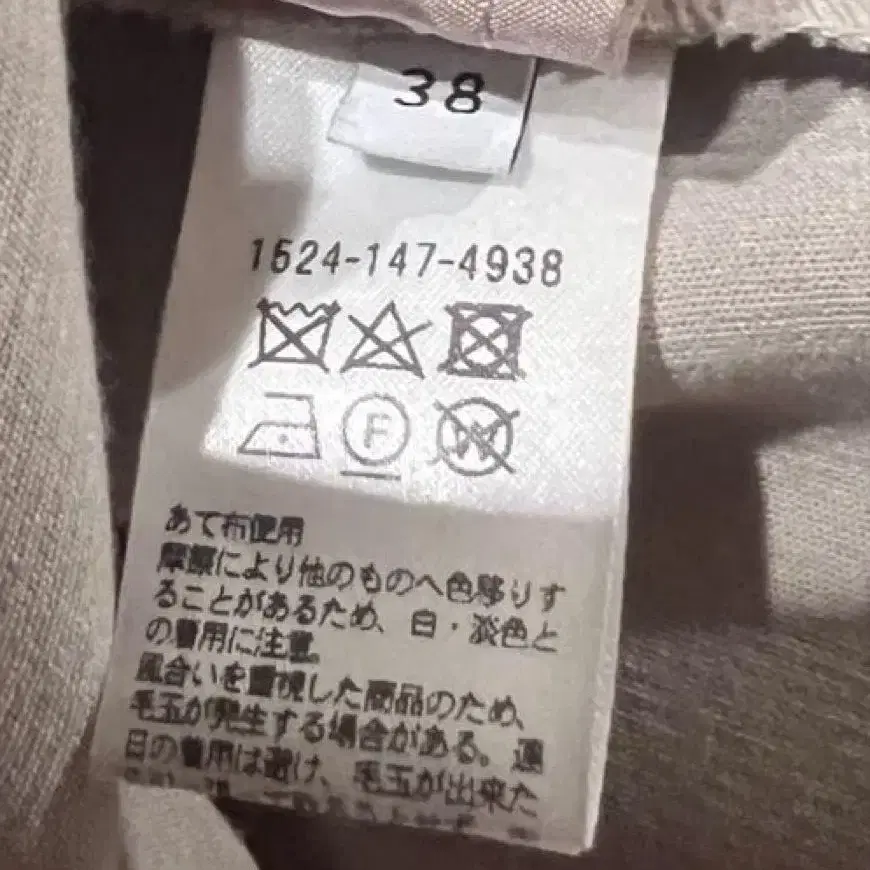 38
1524-147-4938
F
W
あて布使用
摩擦により他のものへ色移りす
ることがあるため、白・淡色と
の着用に注意。
風合いを重視した商品のため、
毛玉が発生する場合がある。連
日の着用は避け、毛玉が出来た